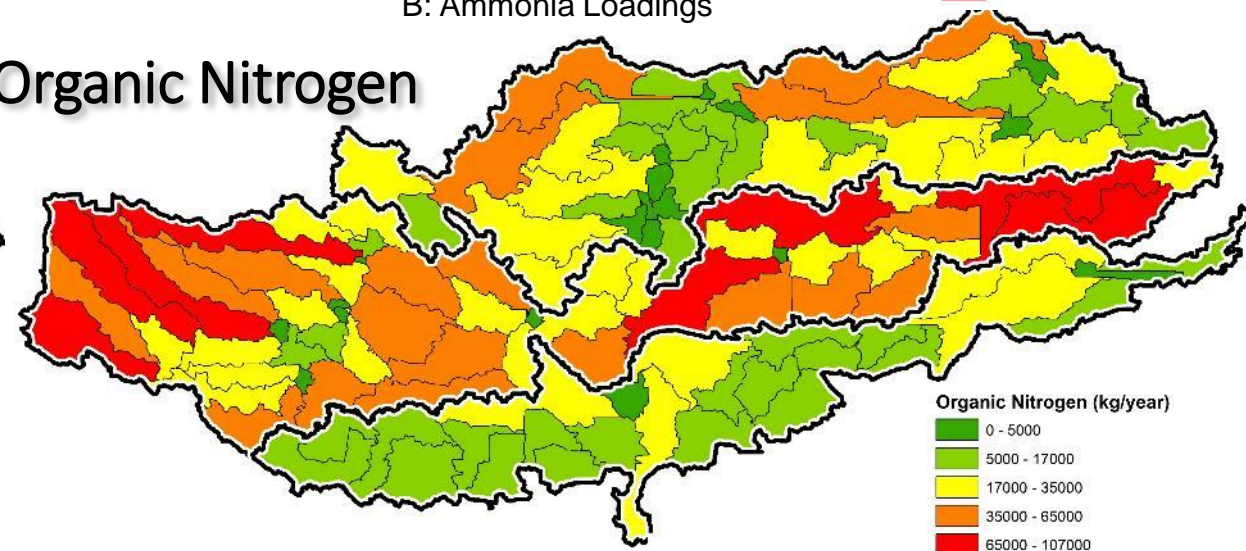 B: Ammonia Loadings
Organic Nitrogen
Organic Nitrogen (kg/year)
0 - 5000
5000 - 17000
17000 - 35000
35000 - 65000
65000 - 107000